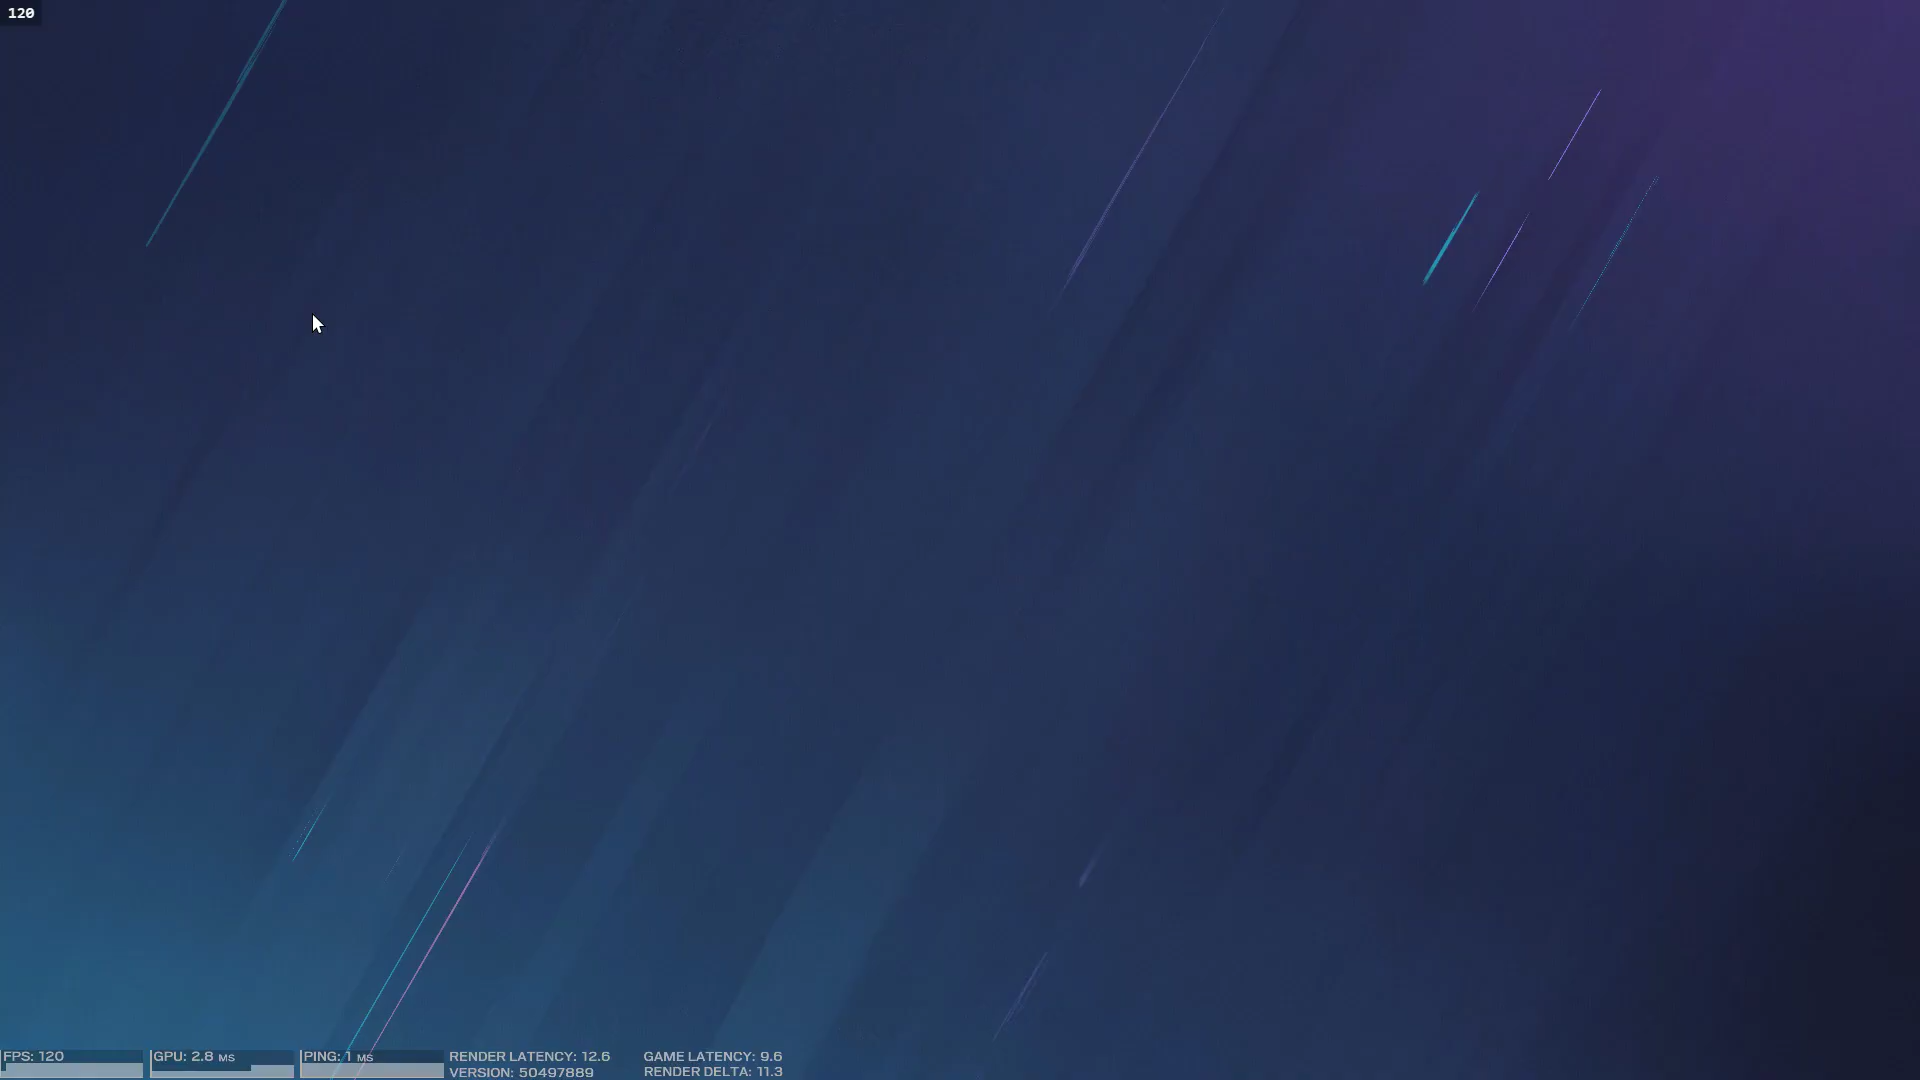 120
FPS: 120
GPU: 2.8 MS
PING: 1 MS
RENDER LATENCY: 12.6
GAME LATENCY: 9.6
VERSION: 50497889
RENDER DELTA: 11.3